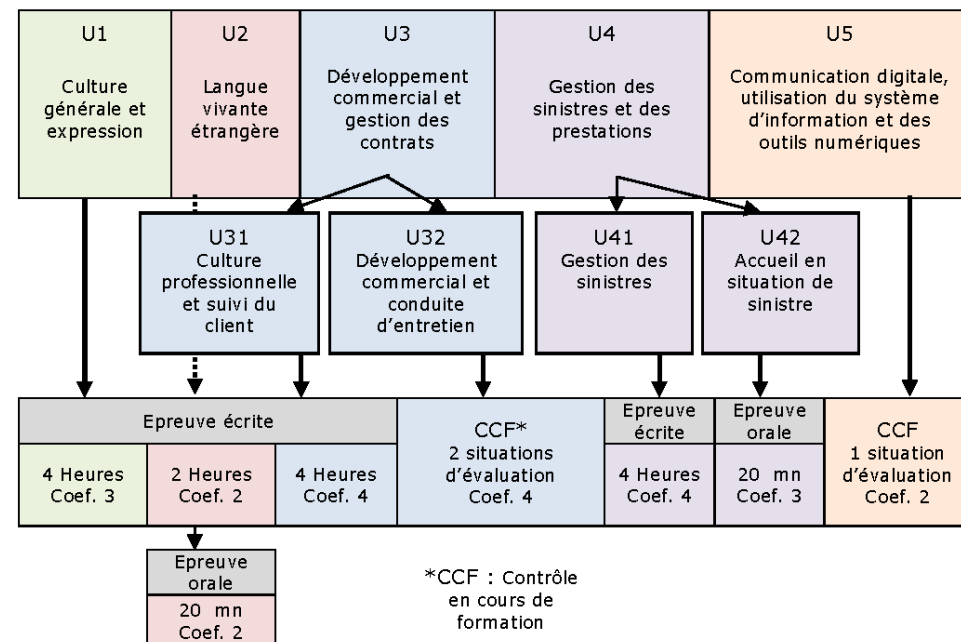 U1
Culture
générale et
expression
U2
Langue
vivante
étrangère
U3
Développement
commercial et
gestion des
contrats
U4
Gestion des
sinistres et des
prestations
U5
Communication digitale,
utilisation du système
d'information et des
outils numériques
U31
Culture
professionnelle
et suivi du
client
U32
Développement
commercial et
conduite
d'entretien
U41
Gestion des
sinistres
U42
Accueil en
situation de
sinistre
Epreuve écrite
4 Heures
Coef. 3
2 Heures
Coef. 2
4 Heures
Coef. 4
CCF*
2 situations
d'évaluation
Coef. 4
Epreuve
écrite
4 Heures
Coef. 4
Epreuve
orale
20 mn
Coef. 3
CCF
1 situation
d'évaluation
Coef. 2
Epreuve
orale
20 mn
Coef. 2
*CCF : Contrôle
en cours de
formation